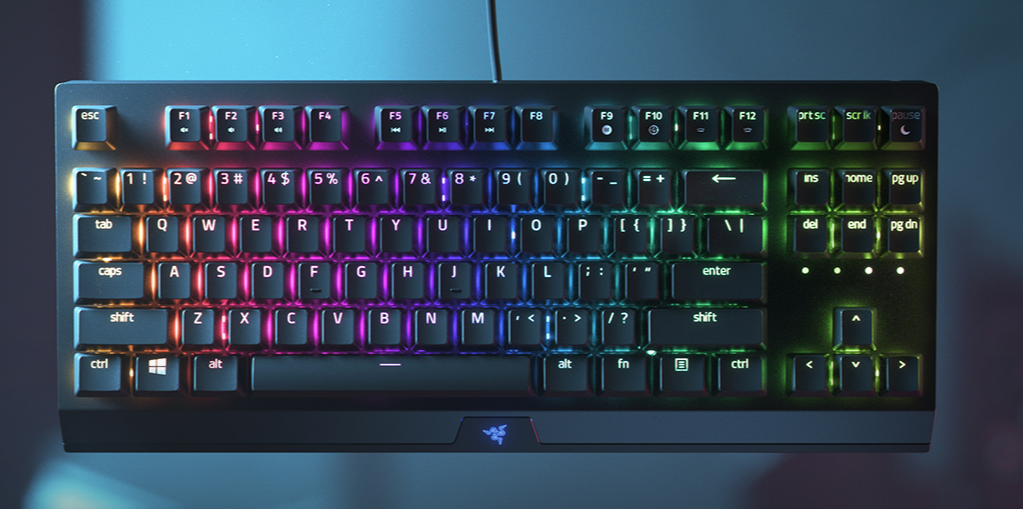 esc F1 F2 F3 F4 F5 F6 F7 F8 F9 F10 F11 F12 prt sc scr lk pause
` ~ 1 ! 2 @ 3 # 4 $ 5 % 6 ^ 7 & 8 * 9 ( 0 ) - _ = + ← ins home pg up
tab Q W E R T Y U I O P [ { ] } \ | del end pg dn
caps A S D F G H J K L ; : ' " enter
shift Z X C V B N M , < . > / ? shift ^
ctrl alt alt fn ctrl < v >